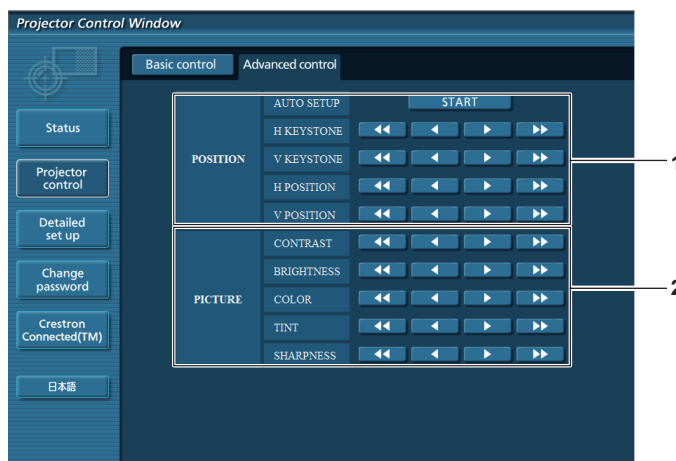 Projector Control Window
Basic control
Advanced control
Status
Projector
control
Detailed
set up
Change
password
Crestron
Connected(TM)
日本語
POSITION
AUTO SETUP
START
H KEYSTONE
V KEYSTONE
H POSITION
V POSITION
1
PICTURE
CONTRAST
BRIGHTNESS
COLOR
TINT
SHARPNESS
2